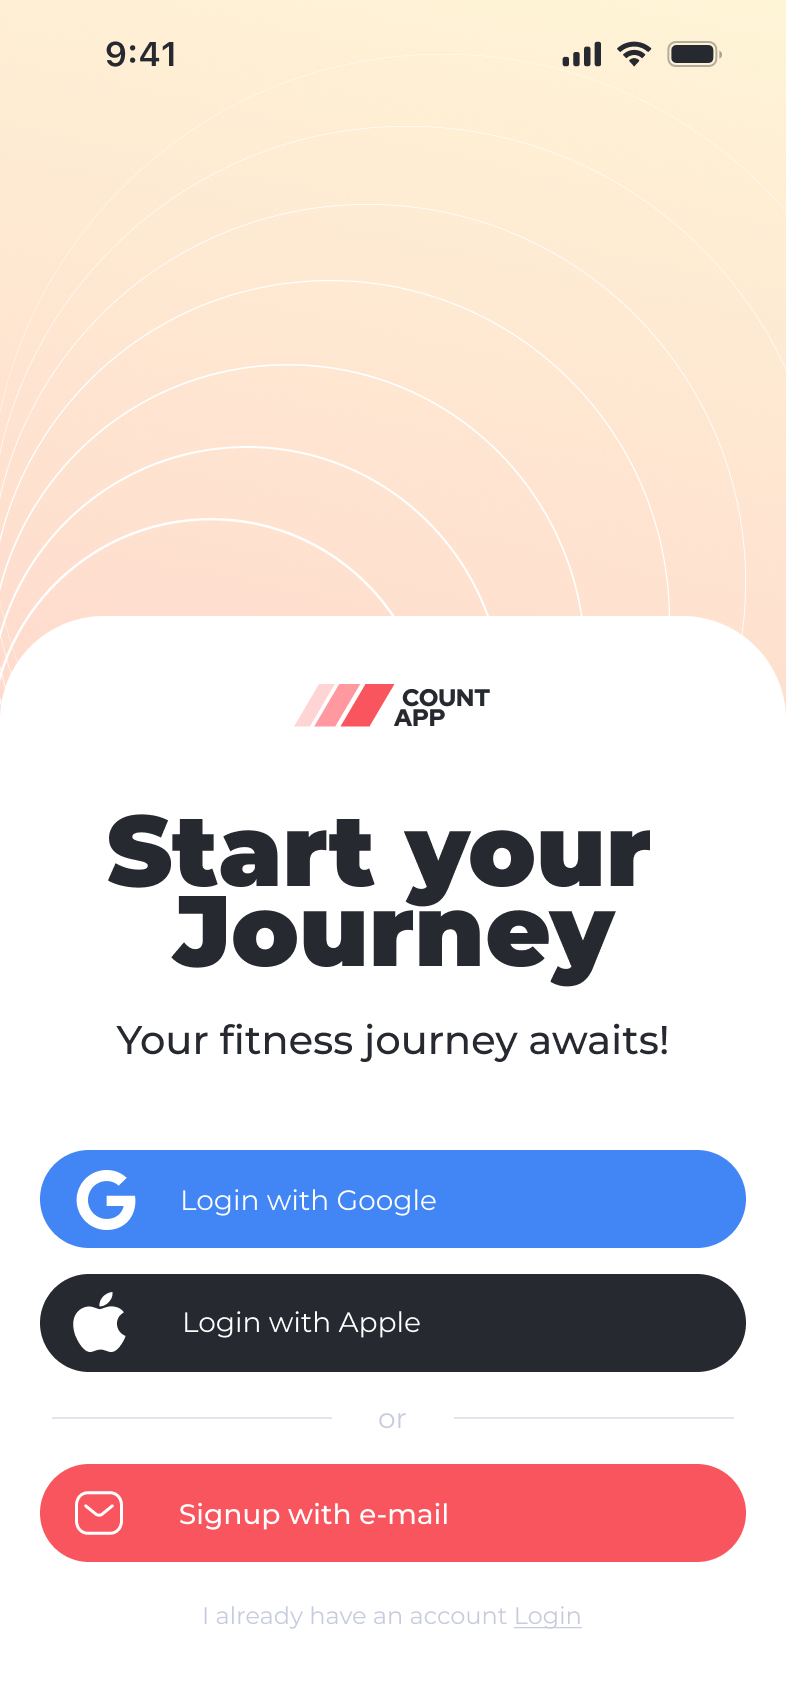 9:41
COUNT
APP
Start your
Journey
Your fitness journey awaits!
Login with Google
Login with Apple
or
Signup with e-mail
I already have an account Login